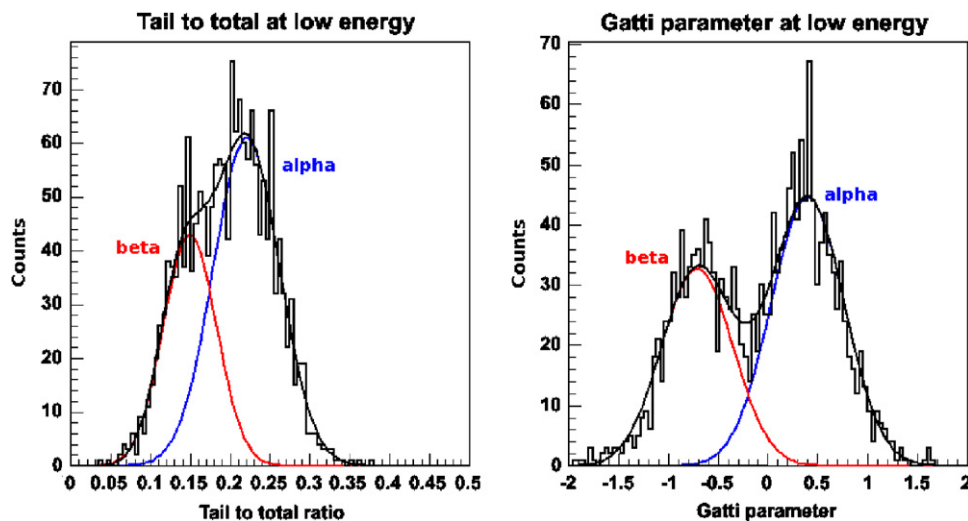 Tail to total at low energy
Counts
70
60
50
40
30
20
10
0
beta
alpha
0 0.05 0.1 0.15 0.2 0.25 0.3 0.35 0.4 0.45 0.5
Tail to total ratio
Gatti parameter at low energy
Counts
70
60
50
40
30
20
10
0
beta
alpha
-2 -1.5 -1 -0.5 0 0.5 1 1.5 2
Gatti parameter